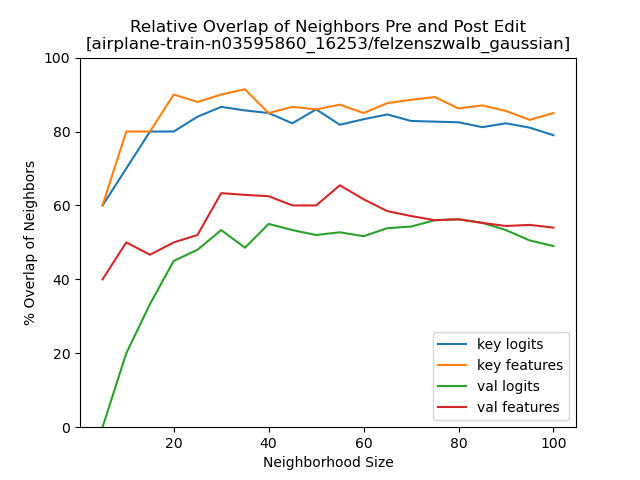 Relative Overlap of Neighbors Pre and Post Edit
[airplane-train-n03595860_16253/felzenszwalb_gaussian]
100
80
60
40
20
0
% Overlap of Neighbors
key logits
key features
val logits
val features
20 40 60 80 100
Neighborhood Size